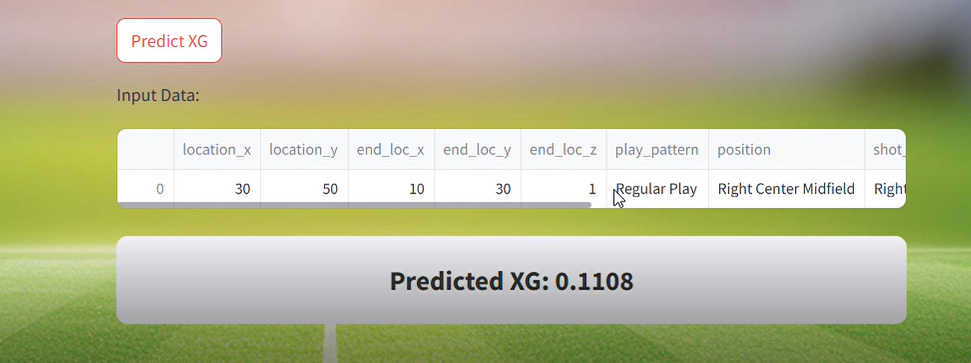 Predict XG
Input Data:
location_x location_y end_loc_x end_loc_y end_loc_z play_pattern position shot_
0 30 50 10 30 1 Regular Play Right Center Midfield Right
Predicted XG: 0.1108